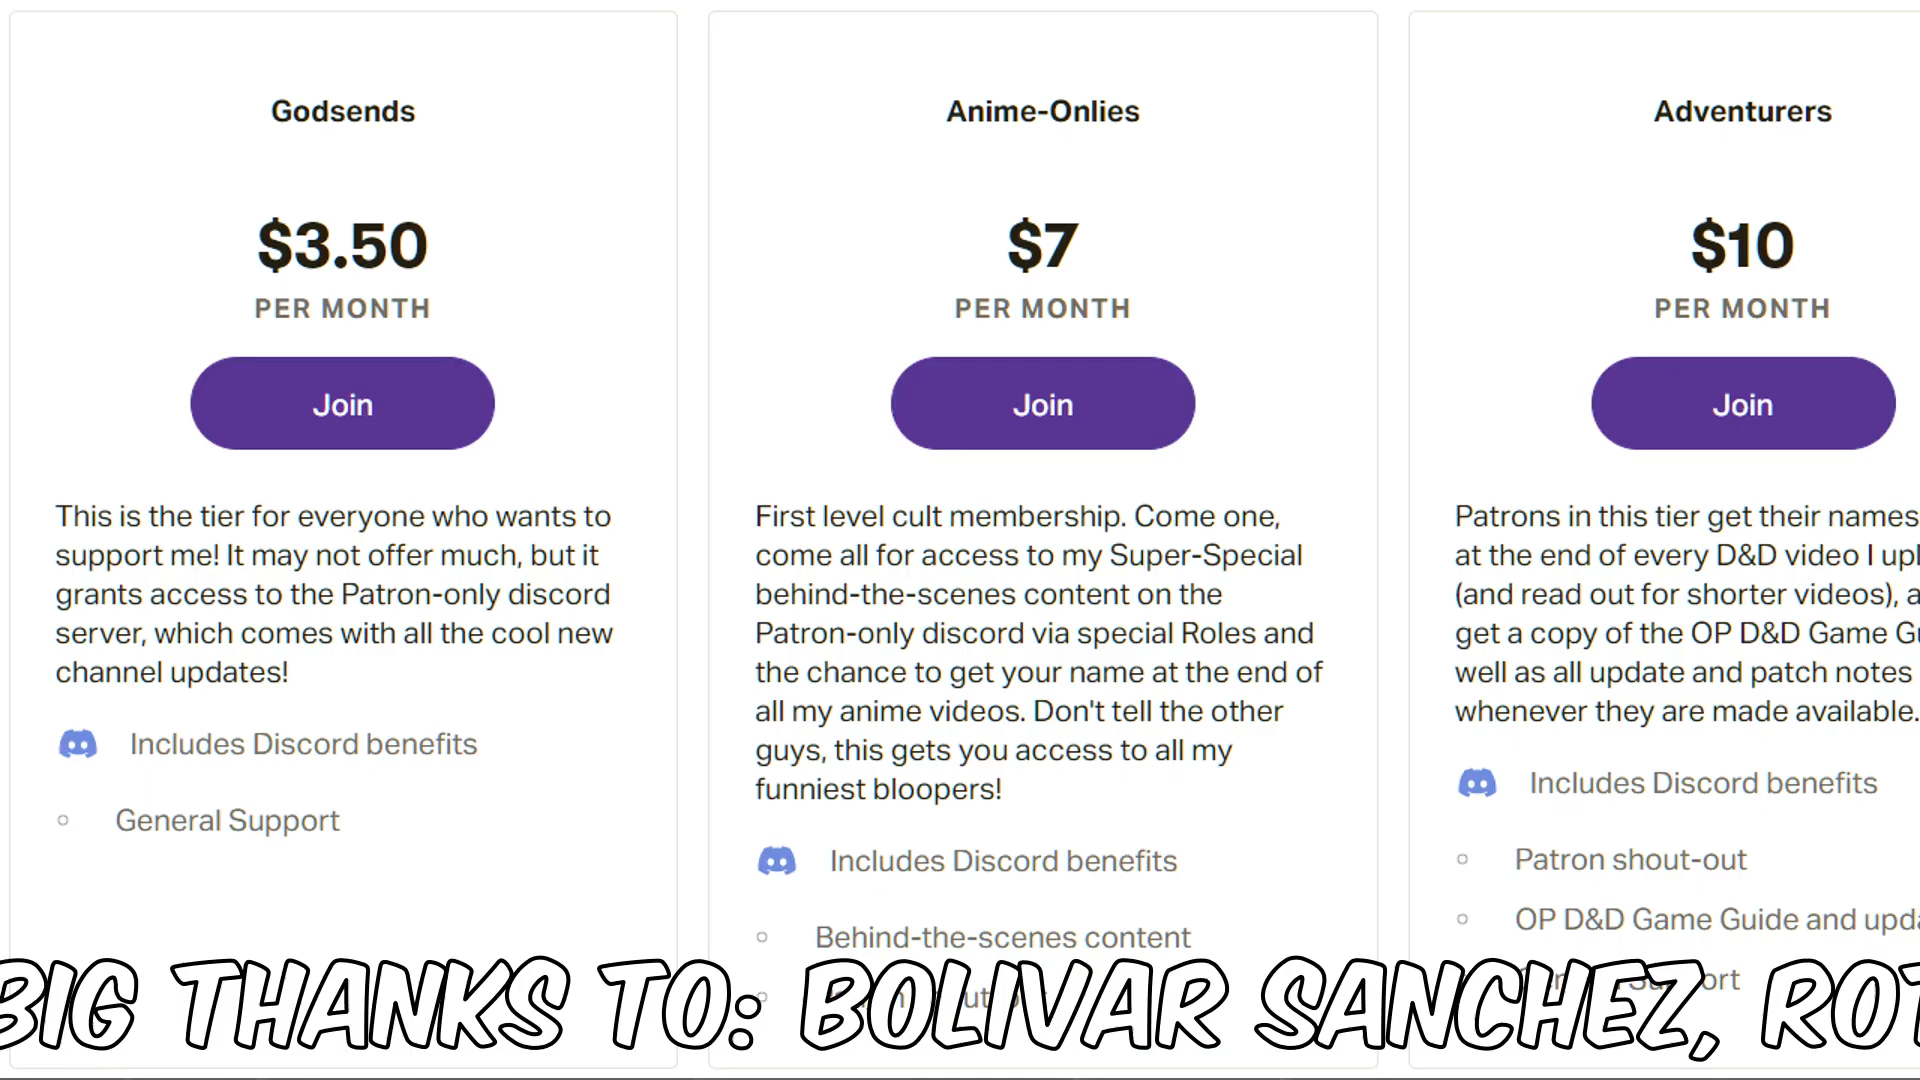 Godsends
$3.50
PER MONTH
Join
This is the tier for everyone who wants to
support me! It may not offer much, but it
grants access to the Patron-only discord
server, which comes with all the cool new
channel updates!
Includes Discord benefits
General Support
Anime-Onlies
$7
PER MONTH
Join
First level cult membership. Come one,
come all for access to my Super-Special
behind-the-scenes content on the
Patron-only discord via special Roles and
the chance to get your name at the end of
all my anime videos. Don't tell the other
guys, this gets you access to all my
funniest bloopers!
Includes Discord benefits
Behind-the-scenes content
Adventurers
$10
PER MONTH
Join
Patrons in this tier get their names
at the end of every D&D video I
(and read out for shorter videos),
get a copy of the OP D&D Game
well as all update and patch notes
whenever they are made available.
Includes Discord benefits
Patron shout-out
OP D&D Game Guide and
BIG THANKS TO: BOLIVAR SANCHEZ,